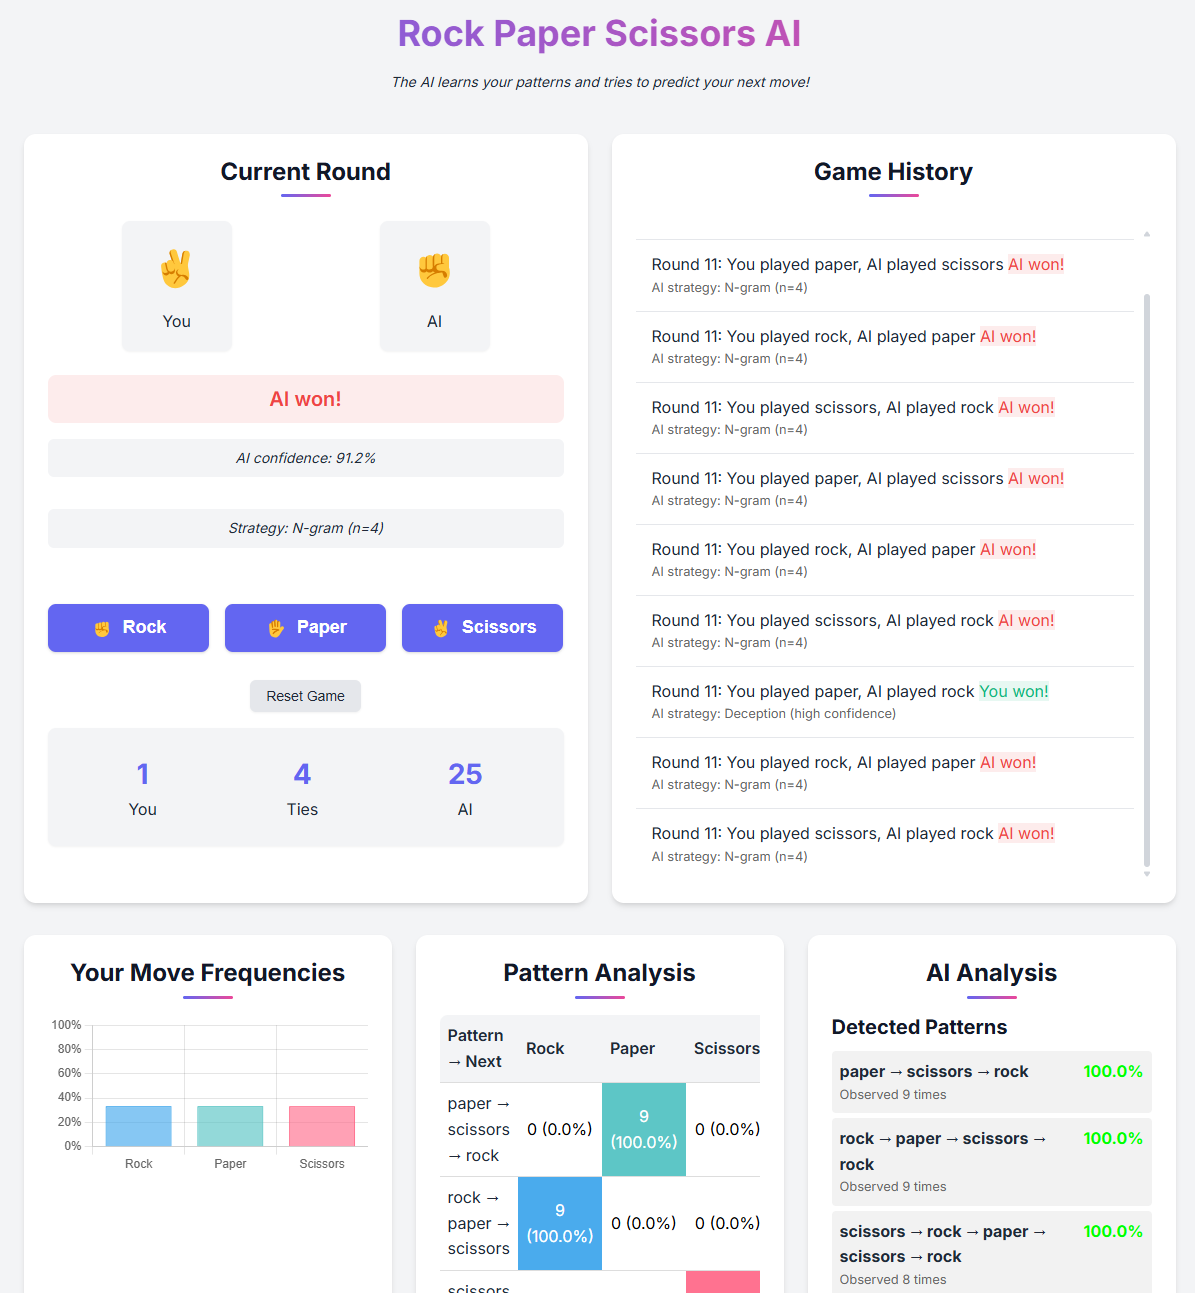 Rock Paper Scissors AI
The AI learns your patterns and tries to predict your next move!
Current Round
You
AI
AI won!
AI confidence: 91.2%
Strategy: N-gram (n=4)
Rock
Paper
Scissors
Reset Game
1
4
25
You
Ties
AI
Game History
Round 11: You played paper, AI played scissors AI won!
AI strategy: N-gram (n=4)
Round 11: You played rock, AI played paper AI won!
AI strategy: N-gram (n=4)
Round 11: You played scissors, AI played rock AI won!
AI strategy: N-gram (n=4)
Round 11: You played paper, AI played scissors AI won!
AI strategy: N-gram (n=4)
Round 11: You played rock, AI played paper AI won!
AI strategy: N-gram (n=4)
Round 11: You played scissors, AI played rock AI won!
AI strategy: N-gram (n=4)
Round 11: You played paper, AI played rock You won!
AI strategy: Deception (high confidence)
Round 11: You played rock, AI played paper AI won!
AI strategy: N-gram (n=4)
Round 11: You played scissors, AI played rock AI won!
AI strategy: N-gram (n=4)
Your Move Frequencies
100%
80%
60%
40%
20%
0%
Rock
Paper
Scissors
Pattern Analysis
Pattern
→ Next
Rock
Paper
Scissors
paper →
scissors
→ rock
0 (0.0%)
9
(100.0%)
0 (0.0%)
rock →
paper →
scissors
9
(100.0%)
0 (0.0%)
0 (0.0%)
scissors
AI Analysis
Detected Patterns
paper → scissors → rock
100.0%
Observed 9 times
rock → paper → scissors →
rock
100.0%
Observed 9 times
scissors → rock → paper →
scissors → rock
100.0%
Observed 8 times